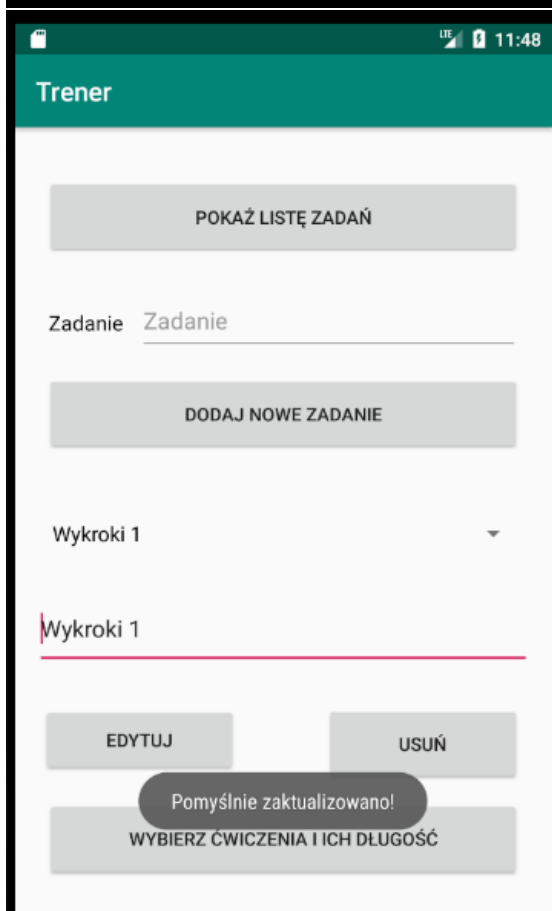 LTE 11:48
Trener
POKAŻ LISTĘ ZADAŃ
Zadanie Zadanie
DODAJ NOWE ZADANIE
Wykroki 1
Wykroki 1
EDYTUJ USUŃ
Pomyślnie zaktualizowano!
WYBIERZ ĆWICZENIA I ICH DŁUGOŚĆ